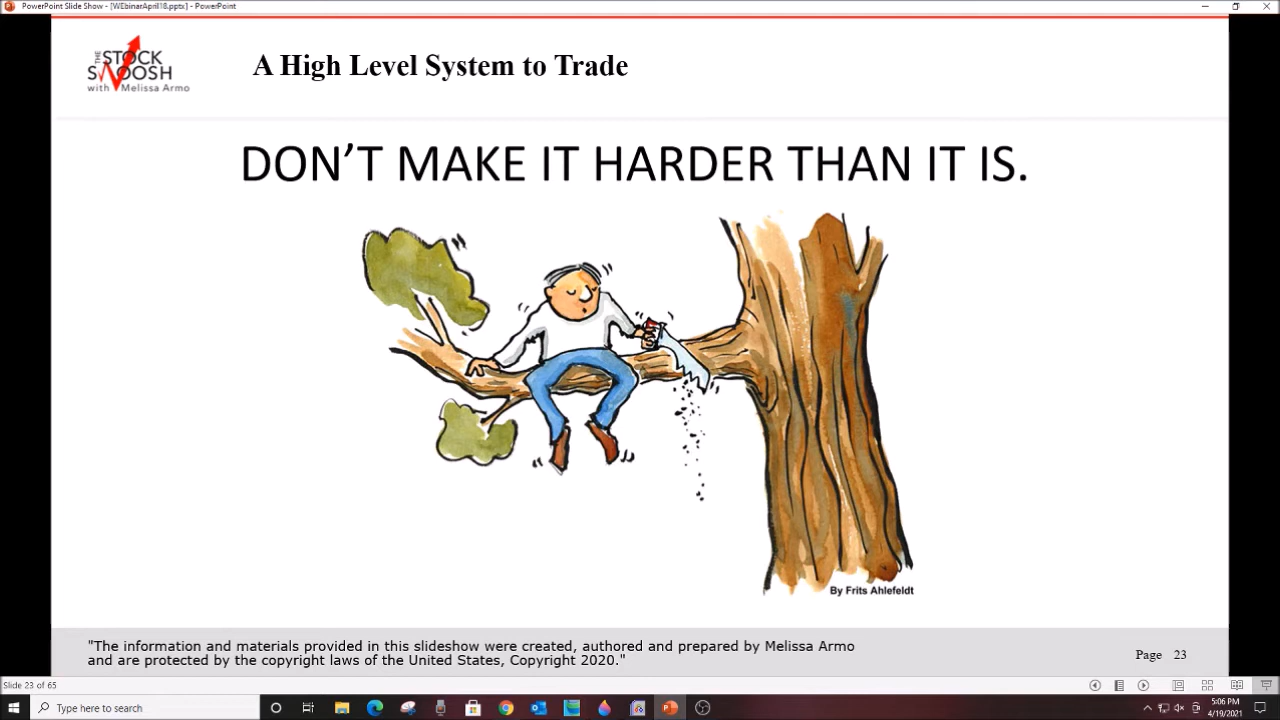 PowerPoint Slide Show - [WEbinarApril18.pptx] - PowerPoint
THE
STOCK
SWOOSH
with Melissa Armo
A High Level System to Trade
DON'T MAKE IT HARDER THAN IT IS.
By Frits Ahlefeldt
"The information and materials provided in this slideshow were created, authored and prepared by Melissa Armo
and are protected by the copyright laws of the United States, Copyright 2020."
Page 23
Slide 23 of 65
Type here to search
5:06 PM
4/19/2021